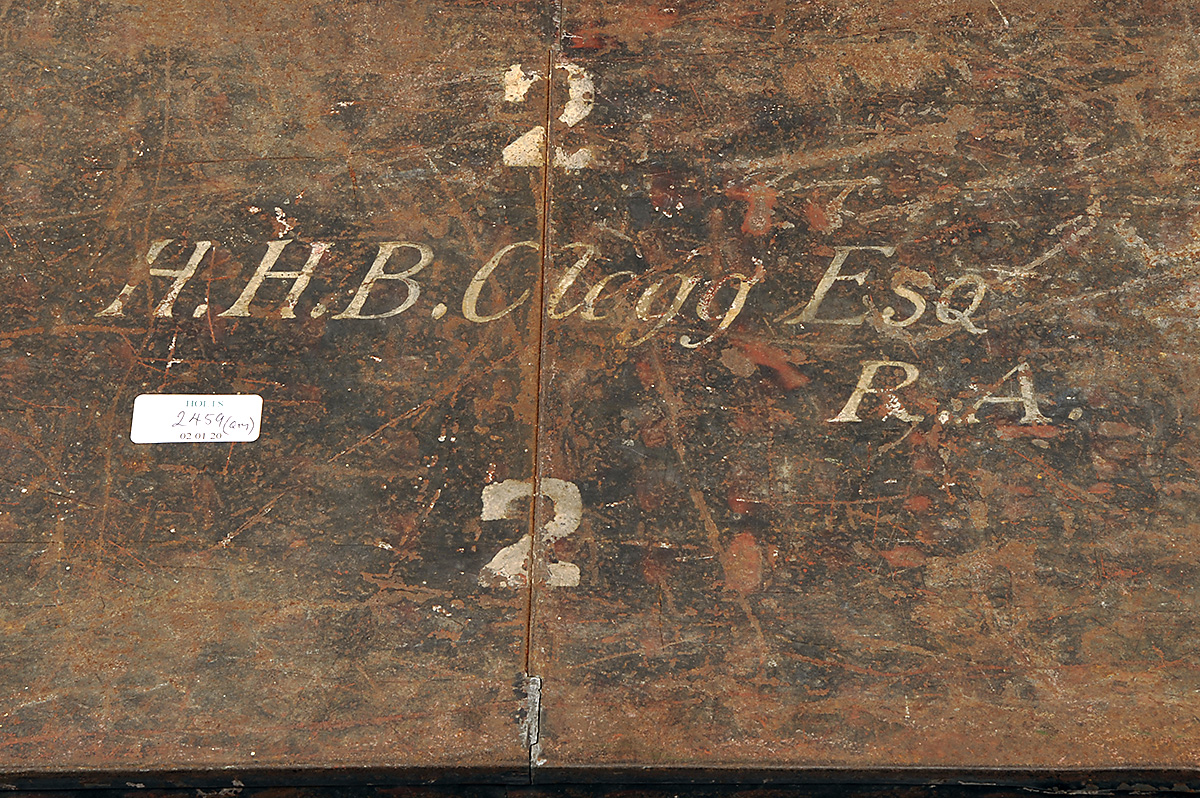 2
H.H.B. Clegg Esq
R.A.
HOLTS
2459(am)
02 01 20
2